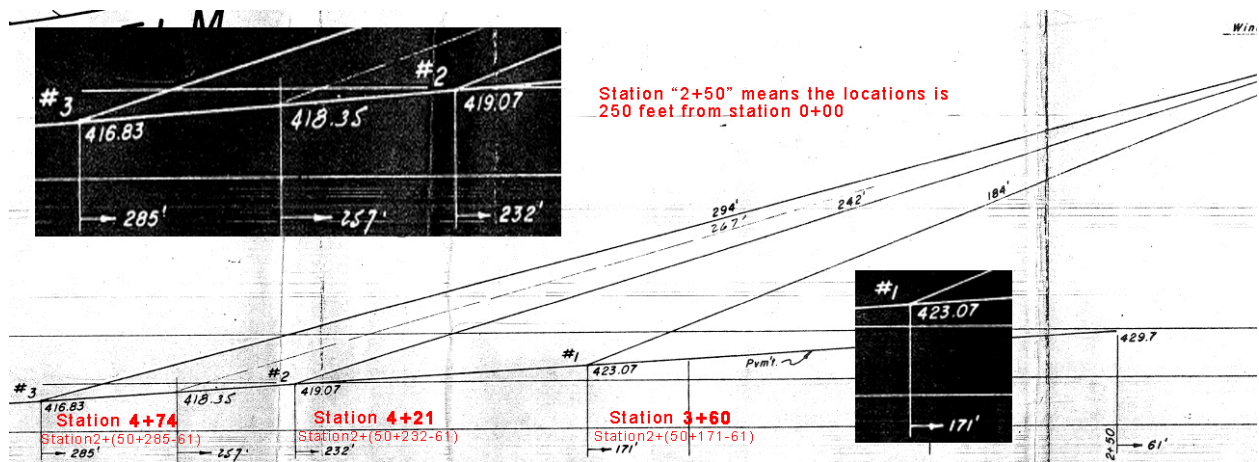 M
Win
#3
#2
416.83
418.35
419.07
285'
257'
232'
Station "2+50" means the locations is
250 feet from station 0+00
294'
267'
242'
184'
#1
423.07
171'
#3
#2
#1
416.83
418.35
419.07
423.07
Pvm't.
429.7
Station 4+74
Station2+(50+285-61)
Station 4+21
Station2+(50+232-61)
Station 3+60
Station2+(50+171-61)
285'
257'
232'
171'
2+50
61'